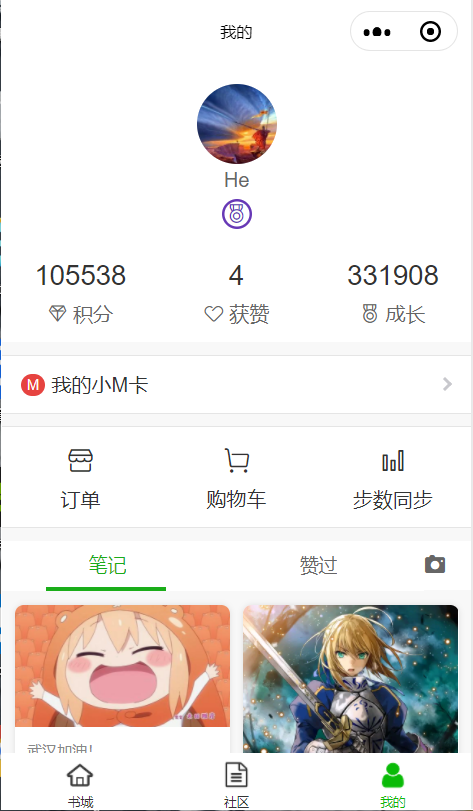 我的
He
105538 4 331908
积分 获赞 成长
M 我的小M卡
订单 购物车 步数同步
笔记 赞过
武汉加油！
书城 社区 我的